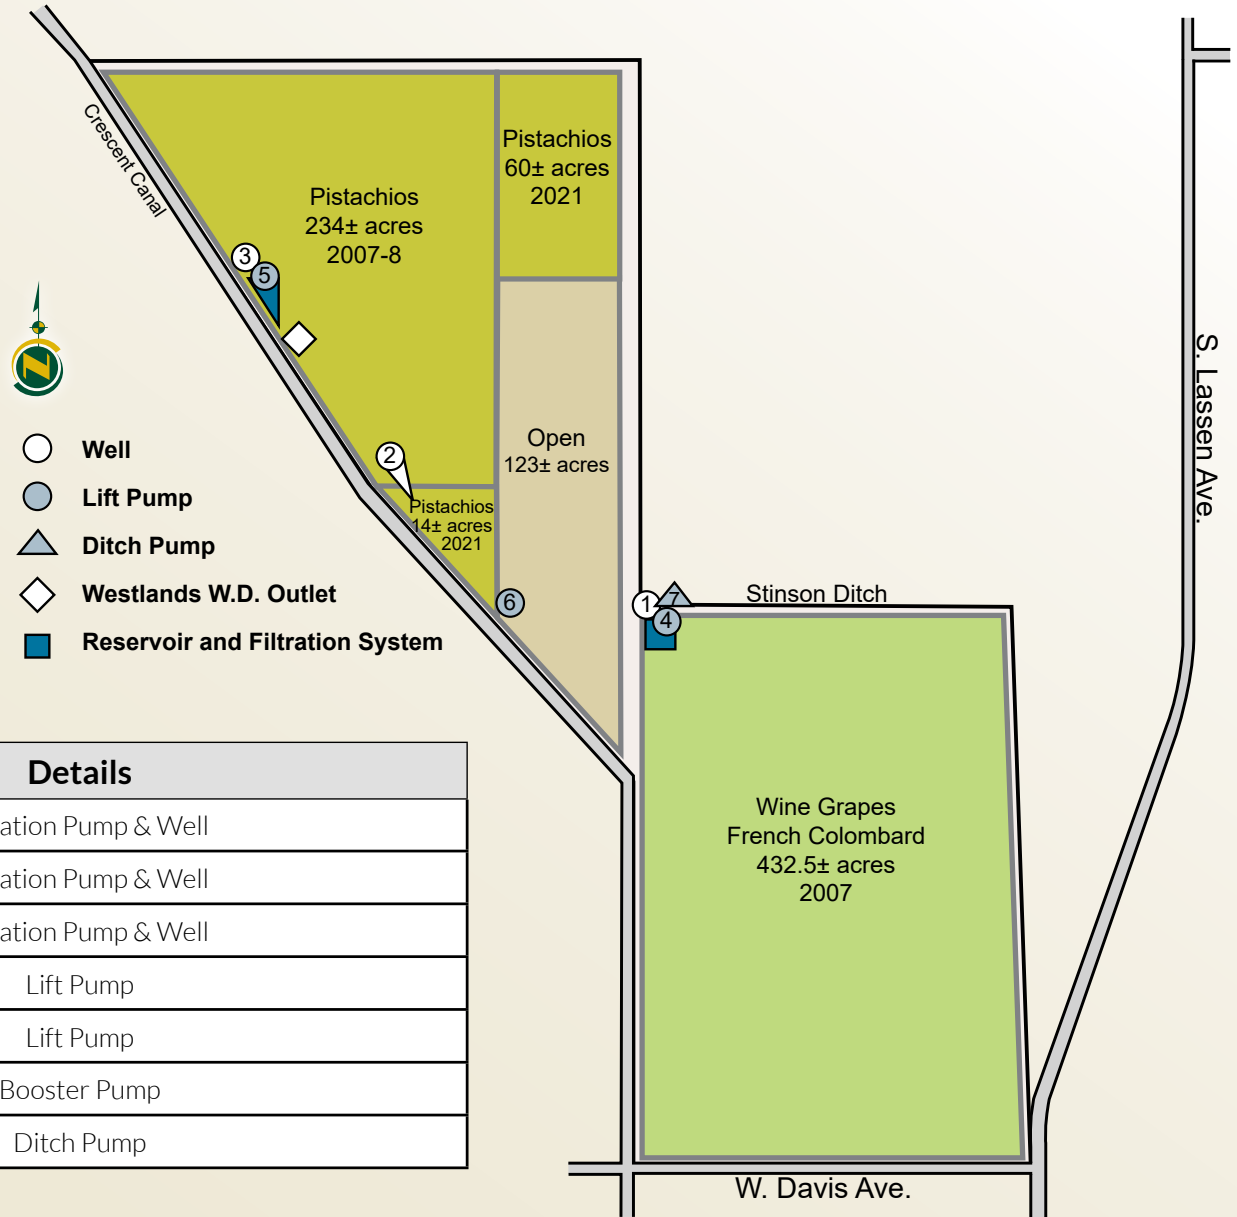 Crescent Canal
Pistachios
234± acres
2007-8
Pistachios
60± acres
2021
3
5
Open
123± acres
2
Pistachios
14± acres
2021
6
N
Well
Lift Pump
Ditch Pump
Westlands W.D. Outlet
Reservoir and Filtration System
1
7
4
Stinson Ditch
S. Lassen Ave.
Wine Grapes
French Colombard
432.5± acres
2007
W. Davis Ave.
Details
ation Pump & Well
ation Pump & Well
ation Pump & Well
Lift Pump
Lift Pump
Booster Pump
Ditch Pump